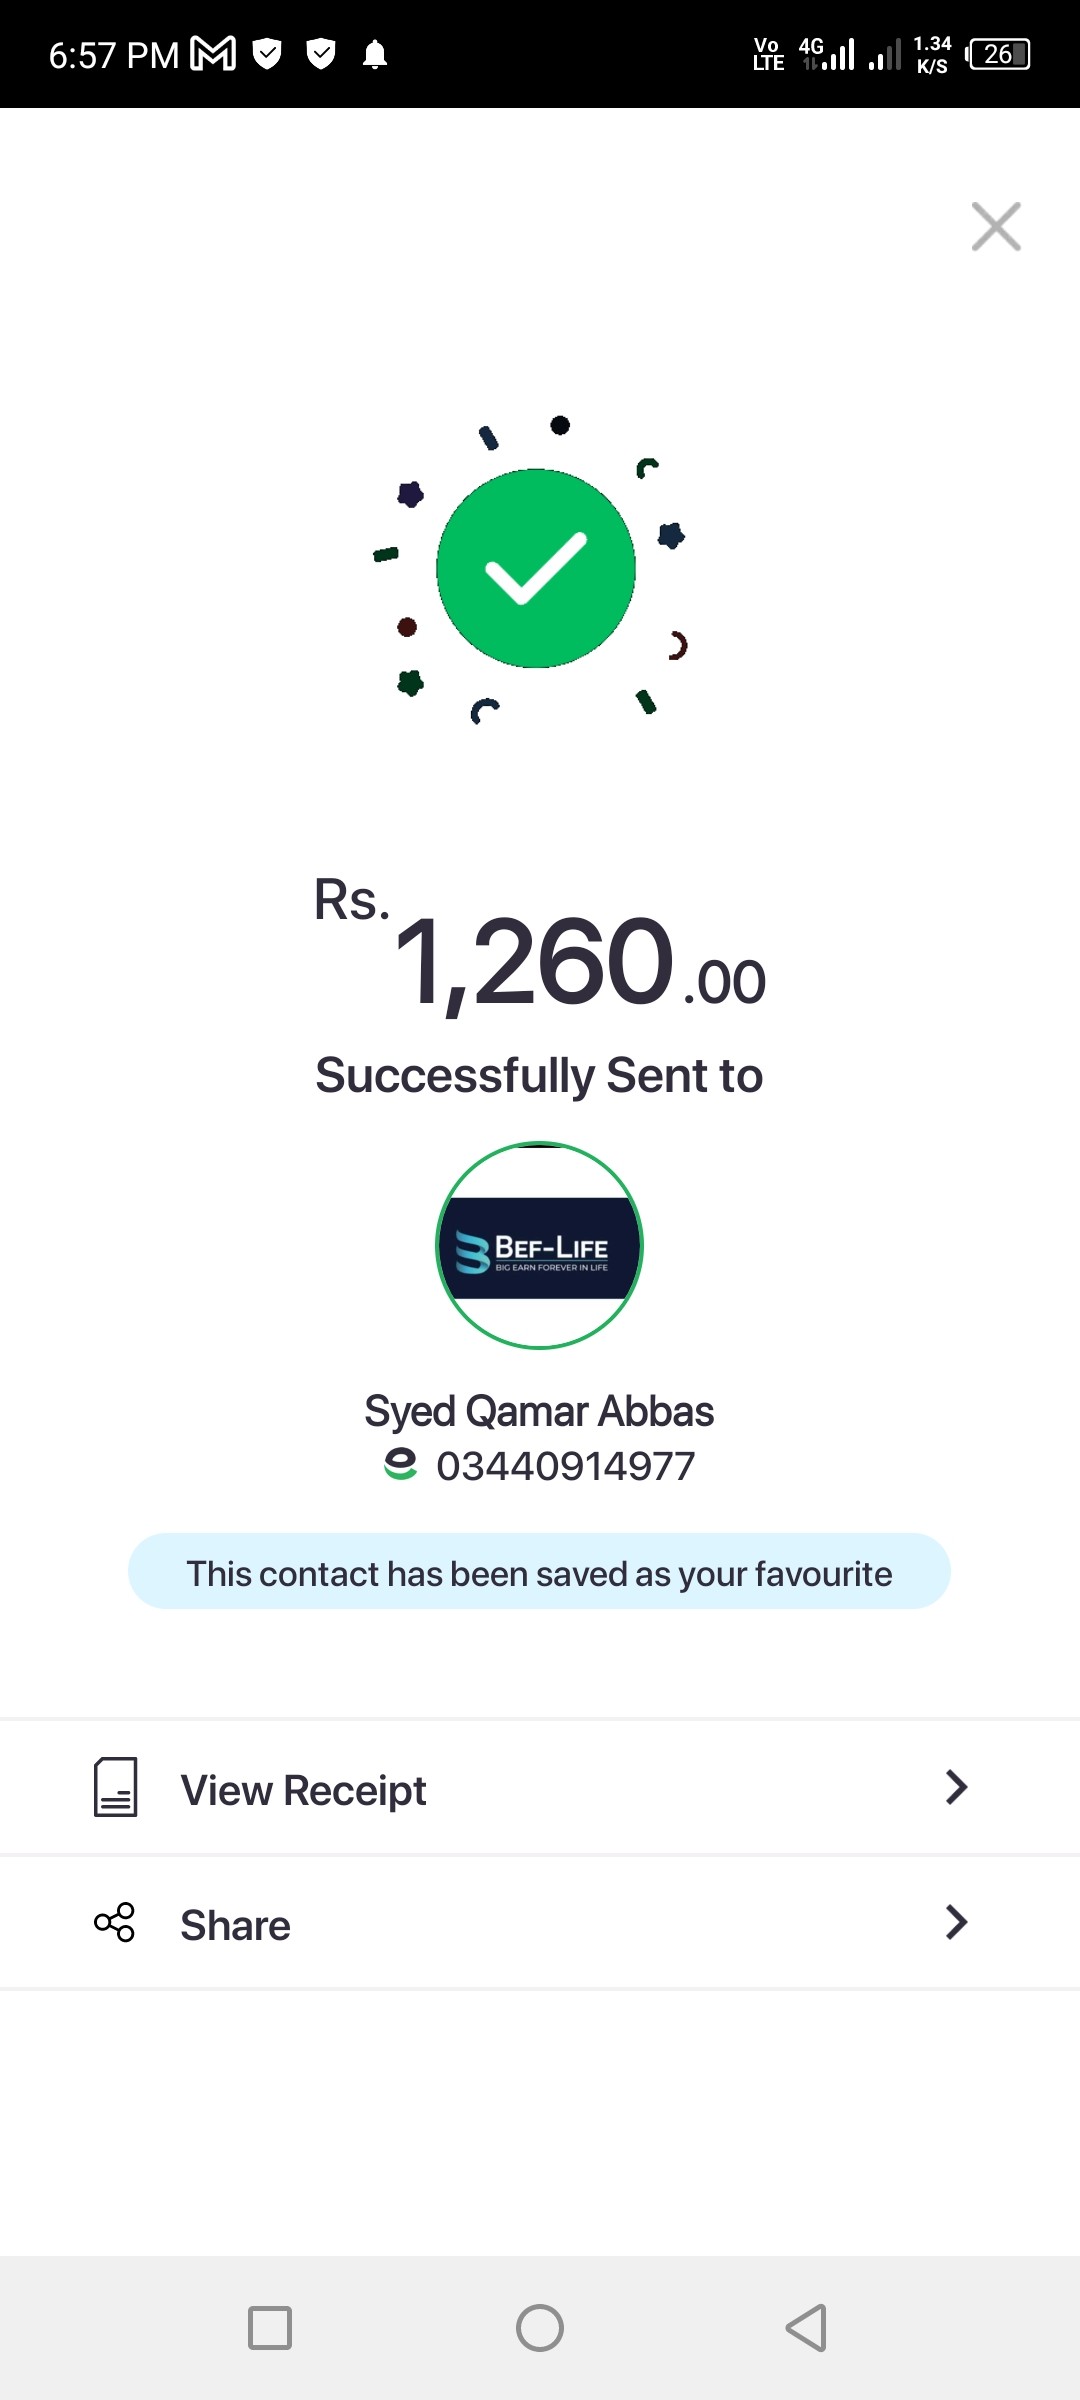 6:57 PM
Vo LTE 4G 1.34 K/S 26
Rs. 1,260.00
Successfully Sent to
BEF-LIFE
BIG EARN FOREVER IN LIFE
Syed Qamar Abbas
03440914977
This contact has been saved as your favourite
View Receipt
Share